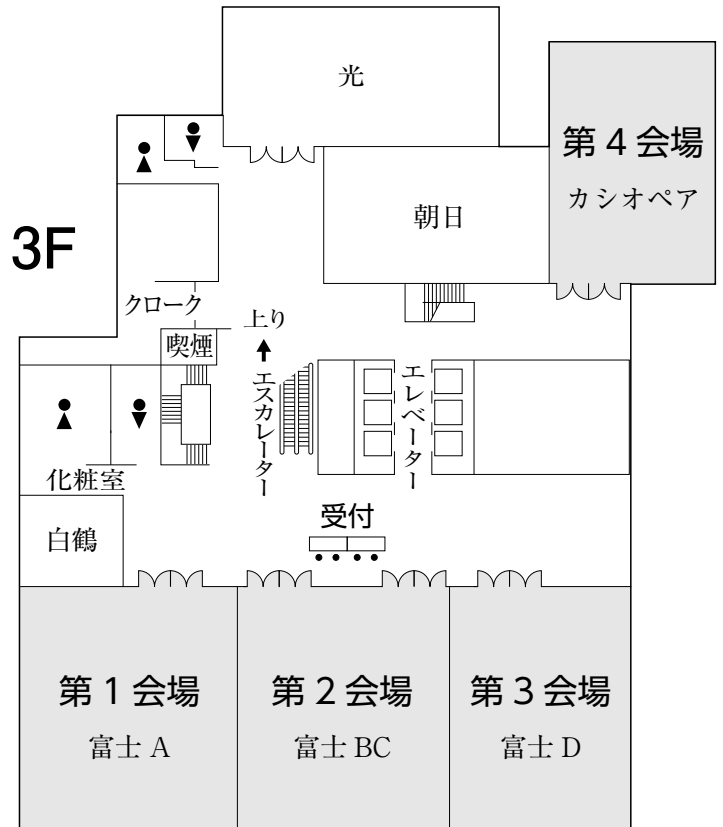 光
第 4 会場
カシオペア
朝日
3F
クローク
上り
喫煙
エスカレーター
エレベーター
化粧室
受付
白鶴
第 1 会場
富士 A
第 2 会場
富士 BC
第 3 会場
富士 D